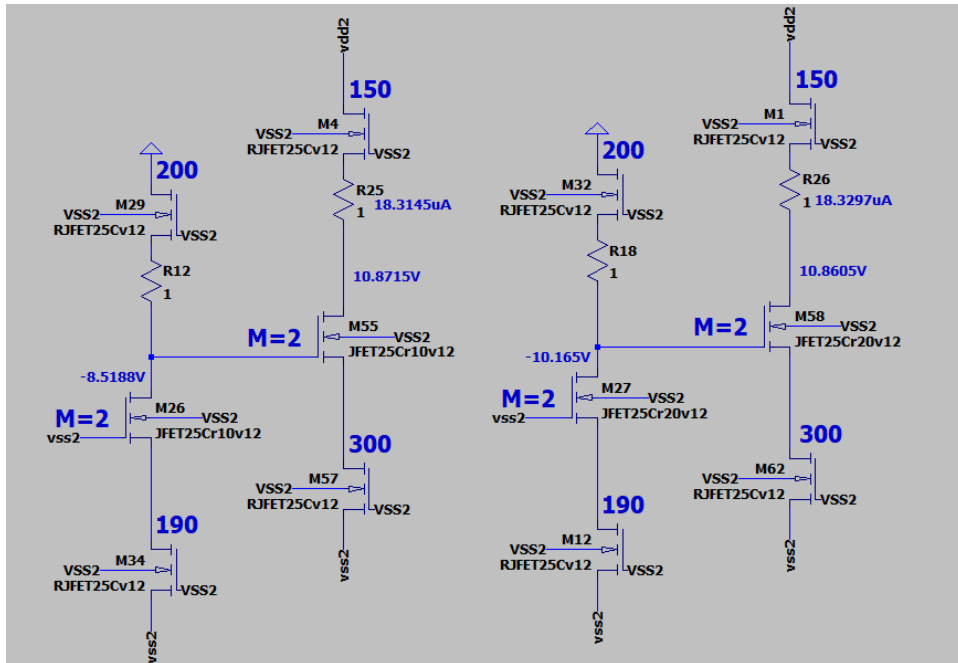 vdd2
150
M4
VSS2
RJFET25Cv12
VSS2
R25
1
18.3145uA
200
M29
VSS2
RJFET25Cv12
VSS2
R12
1
10.8715V
M=2
M55
VSS2
JFET25Cr10v12
-8.5188V
M=2
M26
VSS2
JFET25Cr10v12
vss2
300
M57
VSS2
RJFET25Cv12
VSS2
vss2
190
M34
VSS2
RJFET25Cv12
VSS2
vss2
vdd2
150
M1
VSS2
RJFET25Cv12
VSS2
R26
1
18.3297uA
200
M32
VSS2
RJFET25Cv12
VSS2
R18
1
10.8605V
M=2
M58
VSS2
JFET25Cr20v12
-10.165V
M=2
M27
VSS2
JFET25Cr20v12
vss2
300
M62
VSS2
RJFET25Cv12
VSS2
vss2
190
M12
VSS2
RJFET25Cv12
VSS2
vss2